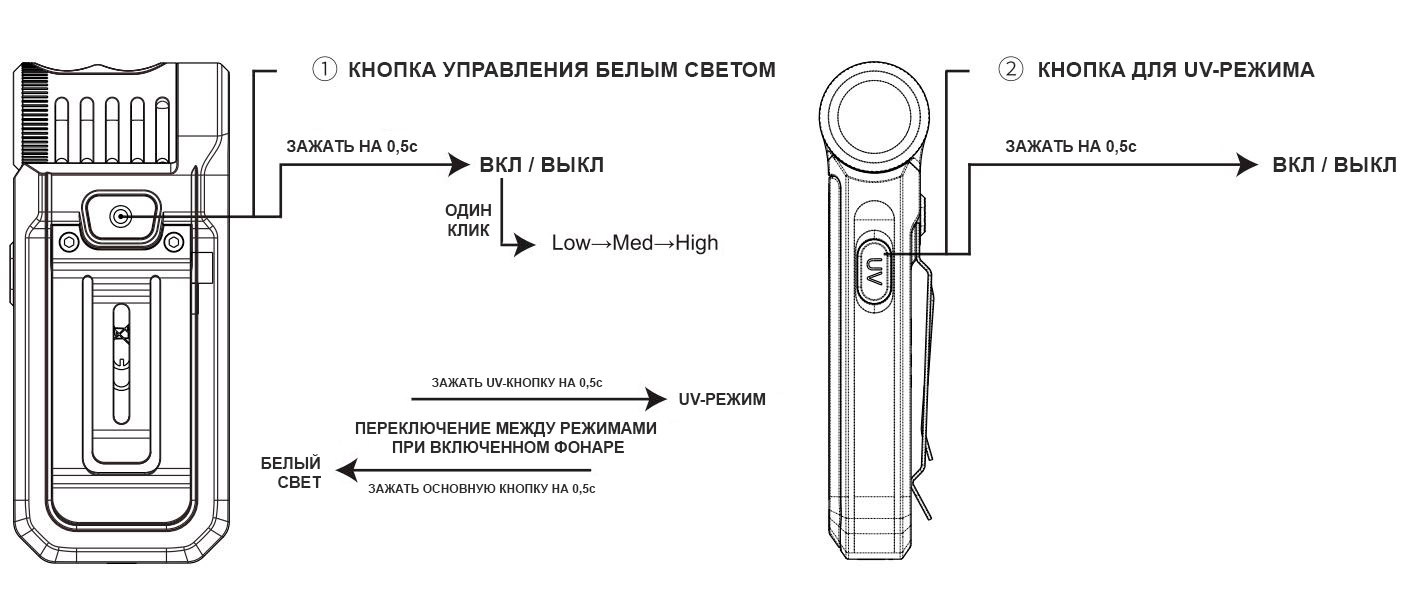 ① КНОПКА УПРАВЛЕНИЯ БЕЛЫМ СВЕТОМ
ЗАЖАТЬ НА 0,5с
ВКЛ / ВЫКЛ
ОДИН
КЛИК
Low→Med→High
ЗАЖАТЬ UV-КНОПКУ НА 0,5с
UV-РЕЖИМ
ПЕРЕКЛЮЧЕНИЕ МЕЖДУ РЕЖИМАМИ
ПРИ ВКЛЮЧЕННОМ ФОНАРЕ
БЕЛЫЙ
СВЕТ
ЗАЖАТЬ ОСНОВНУЮ КНОПКУ НА 0,5с
② КНОПКА ДЛЯ UV-РЕЖИМА
ЗАЖАТЬ НА 0,5с
ВКЛ / ВЫКЛ
UV